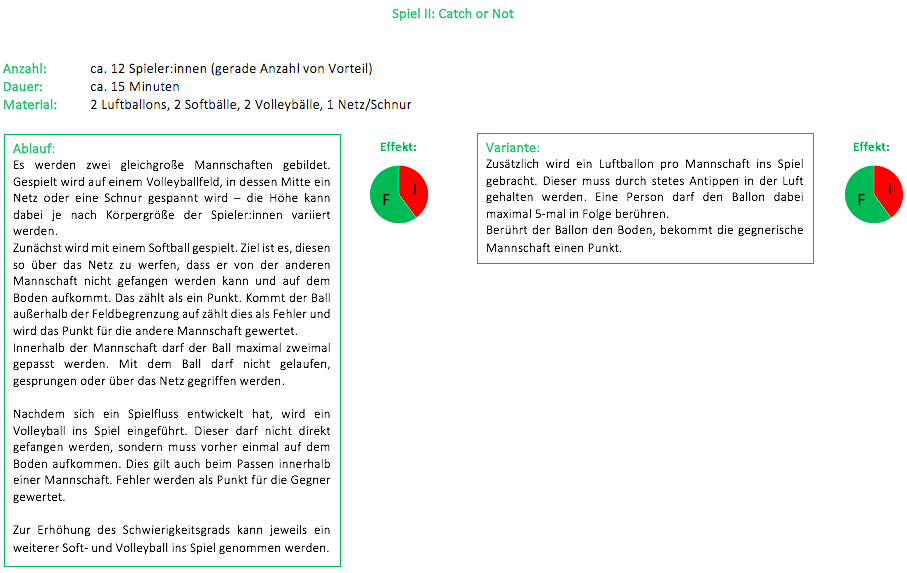 Spiel II: Catch or Not
Anzahl: ca. 12 Spieler:innen (gerade Anzahl von Vorteil)
Dauer: ca. 15 Minuten
Material: 2 Luftballons, 2 Softbälle, 2 Volleybälle, 1 Netz/Schnur
Ablauf:
Es werden zwei gleichgroße Mannschaften gebildet.
Gespielt wird auf einem Volleyballfeld, in dessen Mitte ein
Netz oder eine Schnur gespannt wird – die Höhe kann
dabei je nach Körpergröße der Spieler:innen variiert
werden.
Zunächst wird mit einem Softball gespielt. Ziel ist es, diesen
so über das Netz zu werfen, dass er von der anderen
Mannschaft nicht gefangen werden kann und auf dem
Boden aufkommt. Das zählt als ein Punkt. Kommt der Ball
außerhalb der Feldbegrenzung auf zählt dies als Fehler und
wird das Punkt für die andere Mannschaft gewertet.
Innerhalb der Mannschaft darf der Ball maximal zweimal
gepasst werden. Mit dem Ball darf nicht gelaufen,
gesprungen oder über das Netz gegriffen werden.
Nachdem sich ein Spielfluss entwickelt hat, wird ein
Volleyball ins Spiel eingeführt. Dieser darf nicht direkt
gefangen werden, sondern muss vorher einmal auf dem
Boden aufkommen. Dies gilt auch beim Passen innerhalb
einer Mannschaft. Fehler werden als Punkt für die Gegner
gewertet.
Zur Erhöhung des Schwierigkeitsgrads kann jeweils ein
weiterer Soft- und Volleyball ins Spiel genommen werden.
Effekt:
F I
Variante:
Zusätzlich wird ein Luftballon pro Mannschaft ins Spiel
gebracht. Dieser muss durch stetes Antippen in der Luft
gehalten werden. Eine Person darf den Ballon dabei
maximal 5-mal in Folge berühren.
Berührt der Ballon den Boden, bekommt die gegnerische
Mannschaft einen Punkt.
Effekt:
F I